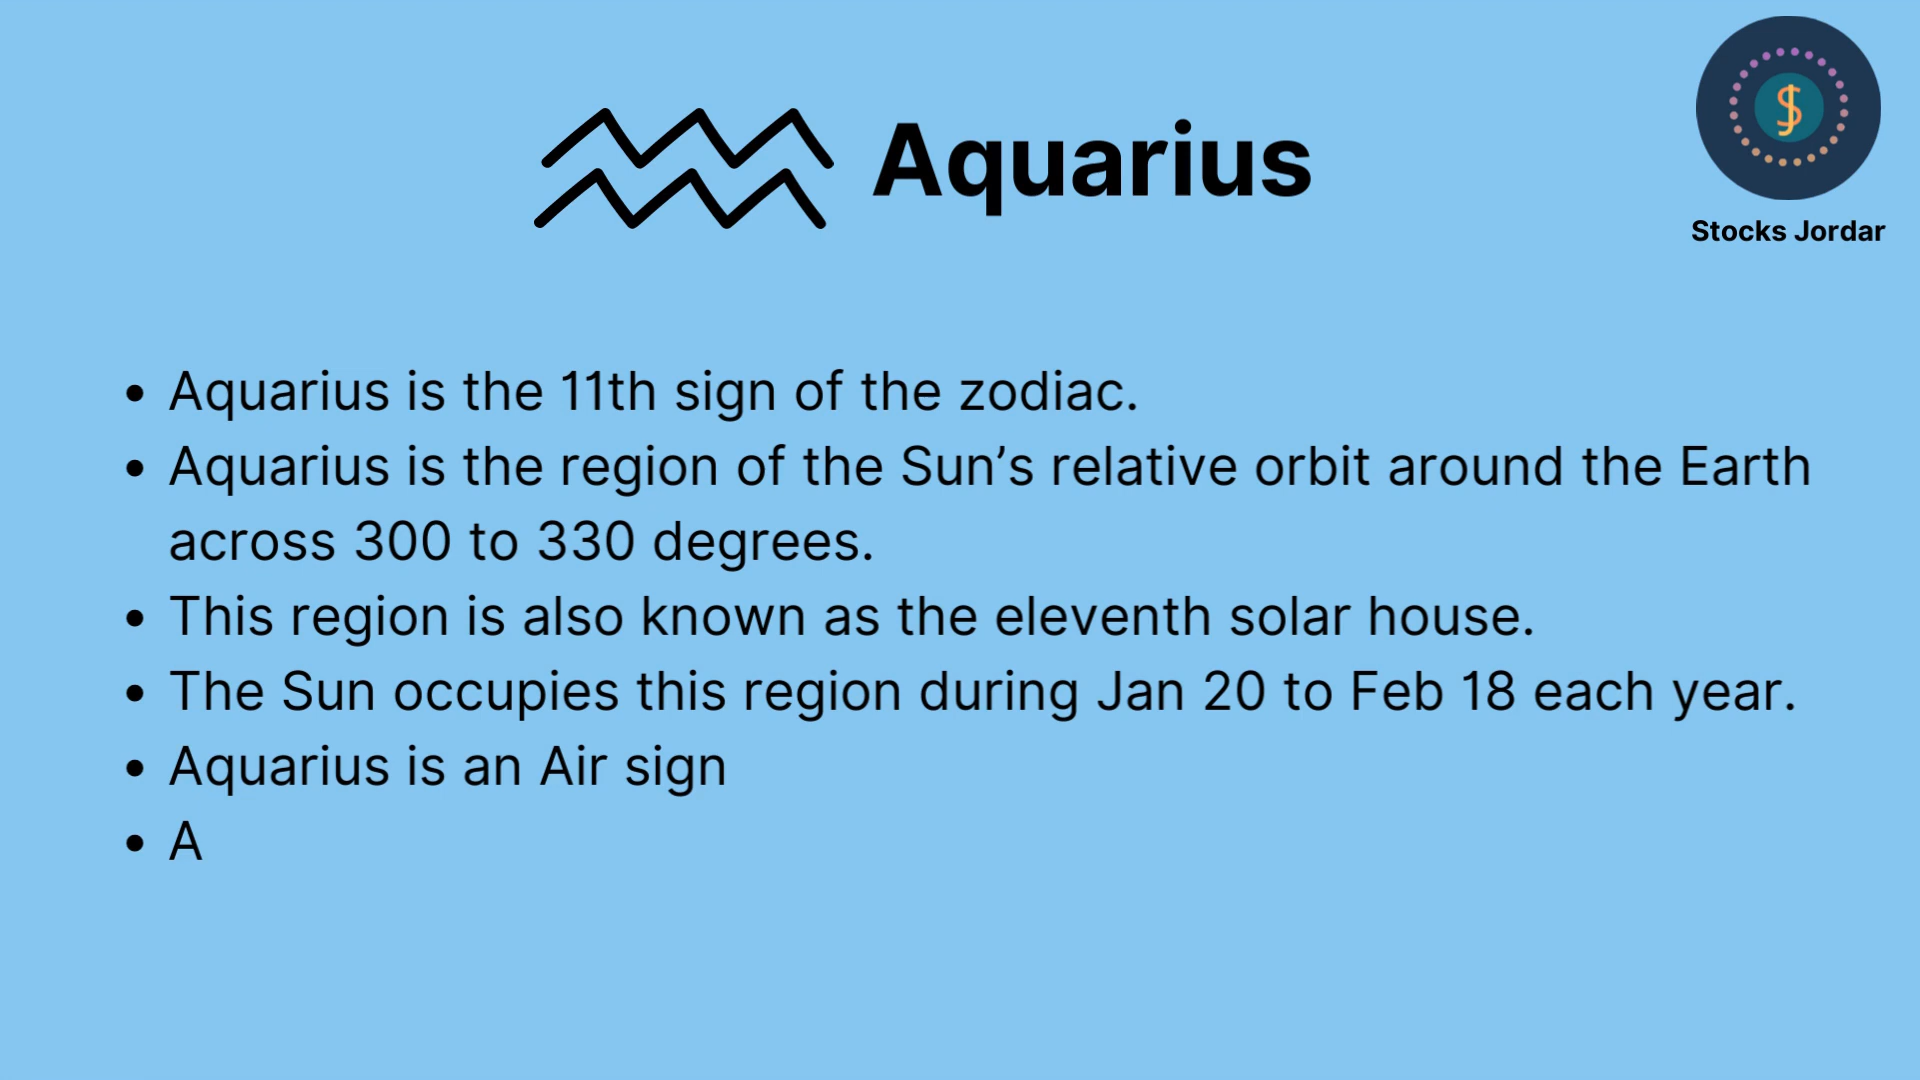 Aquarius
Stocks Jordar
• Aquarius is the 11th sign of the zodiac.
• Aquarius is the region of the Sun’s relative orbit around the Earth
across 300 to 330 degrees.
• This region is also known as the eleventh solar house.
• The Sun occupies this region during Jan 20 to Feb 18 each year.
• Aquarius is an Air sign
• A